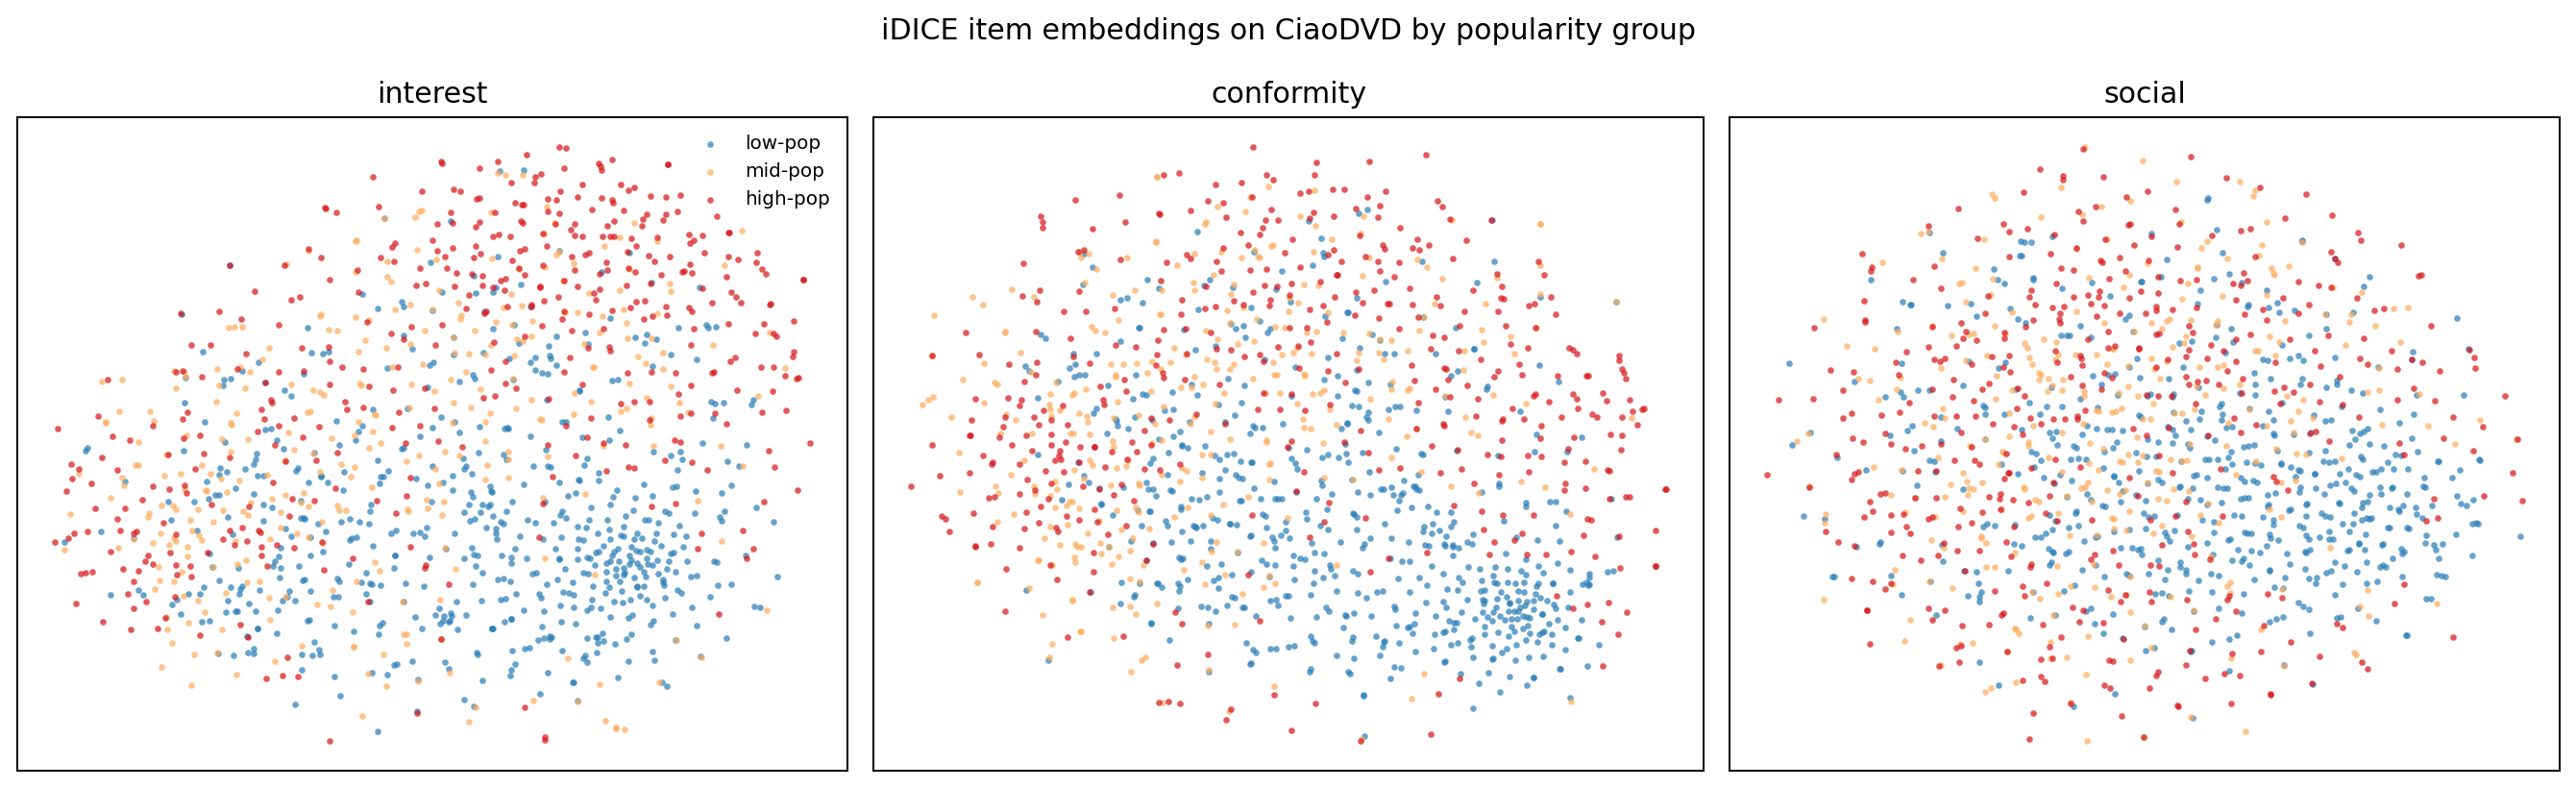 iDICE item embeddings on CiaoDVD by popularity group
interest
conformity
social
low-pop
mid-pop
high-pop